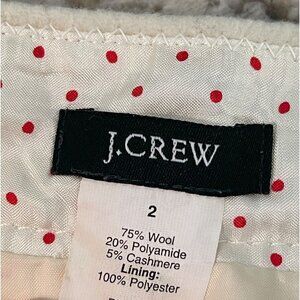 J.CREW
2
75% Wool
20% Polyamide
5% Cashmere
Lining:
100% Polyester